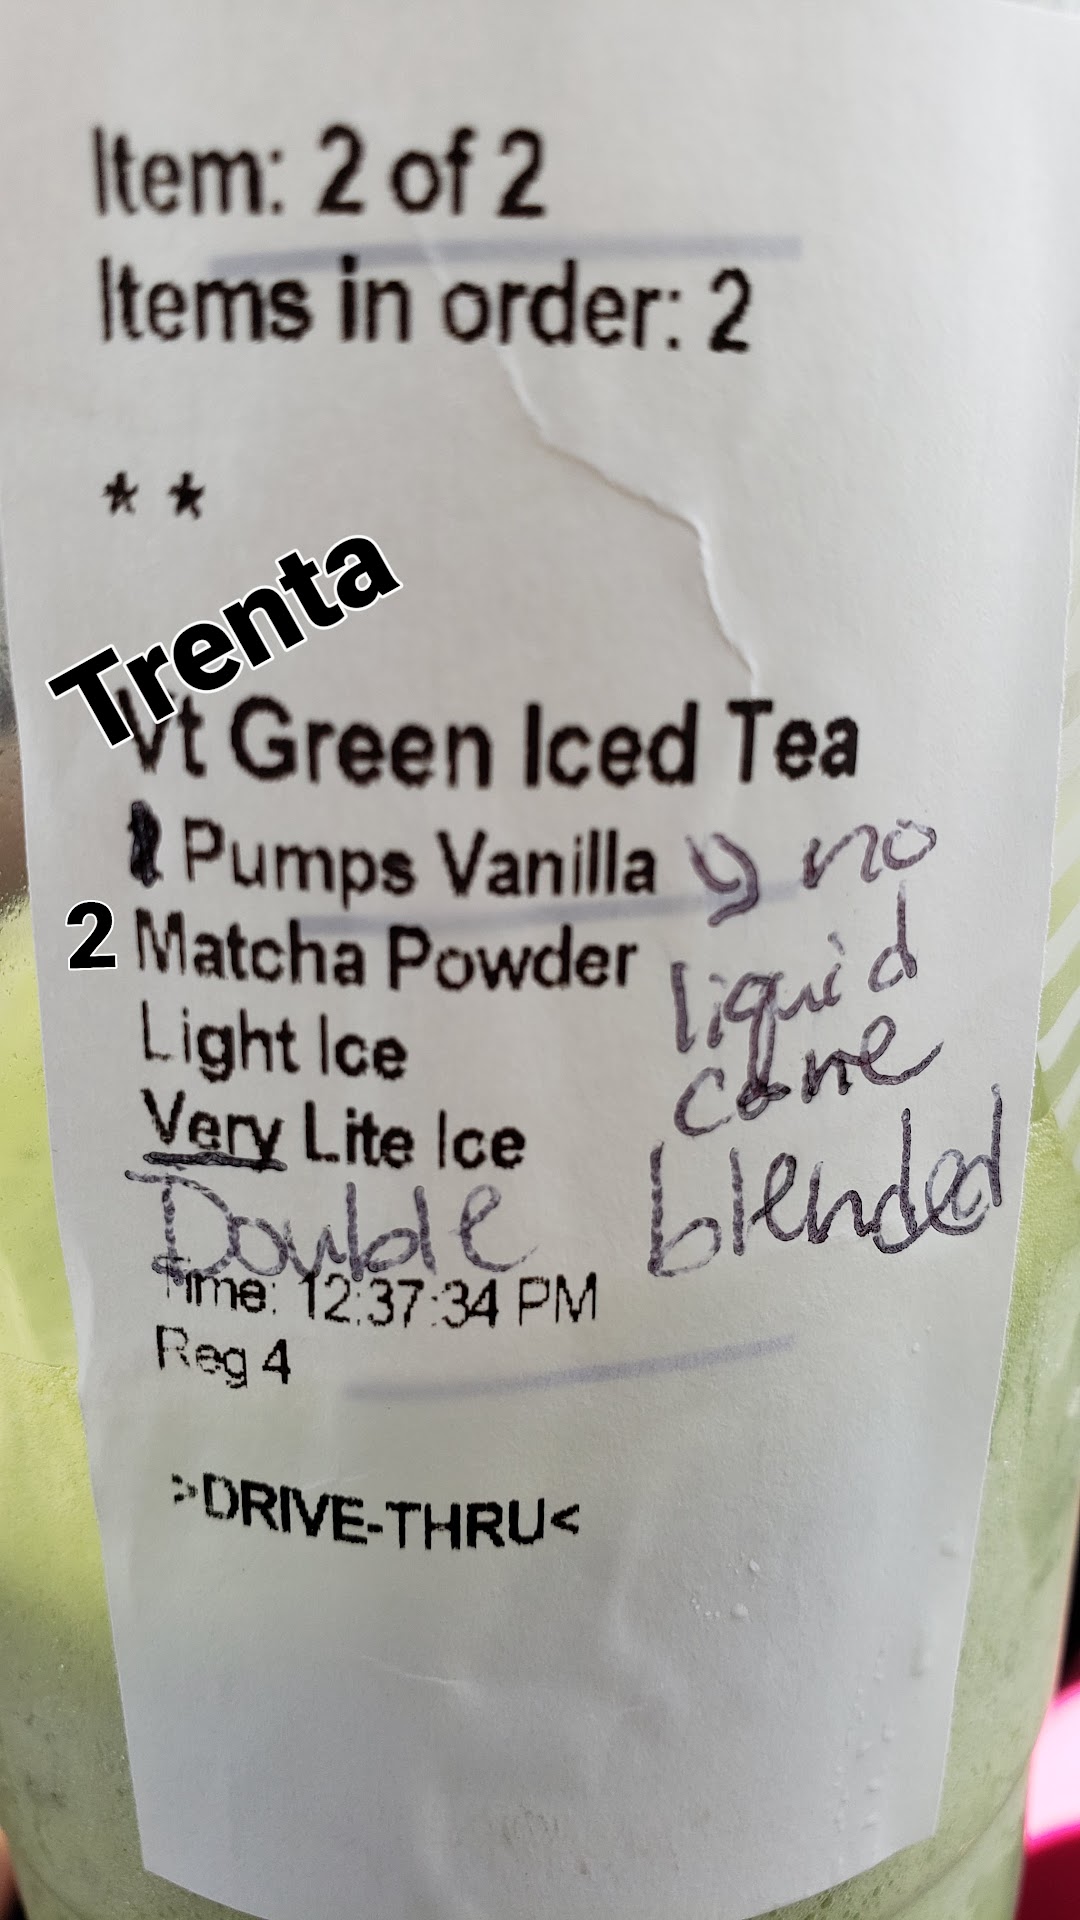 Item: 2 of 2
Items in order: 2
* *
Trenta
Vt Green Iced Tea
Pumps Vanilla 9 no
2 Matcha Powder liquid
Light Ice cane
Very Lite Ice
Double blended
Time: 12:37:34 PM
Reg 4
>DRIVE-THRU<